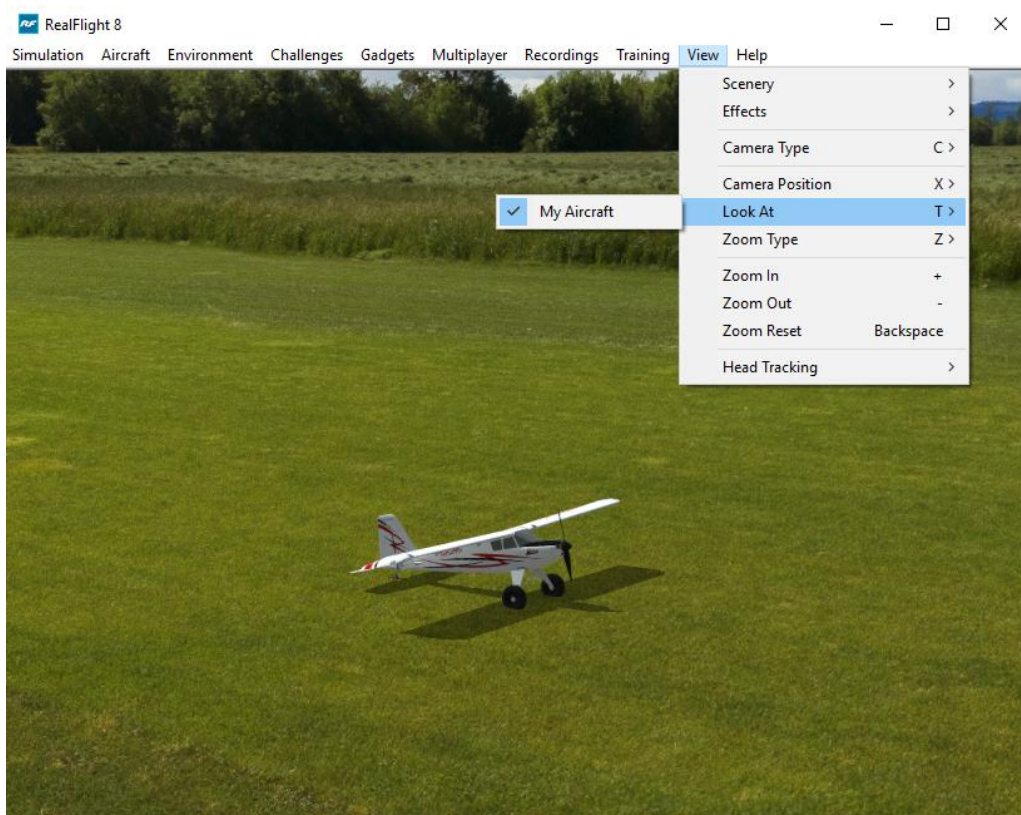 RF RealFlight 8
Simulation Aircraft Environment Challenges Gadgets Multiplayer Recordings Training View Help
Scenery
Effects
Camera Type C
Camera Position X
My Aircraft
Look At T
Zoom Type Z
Zoom In +
Zoom Out -
Zoom Reset Backspace
Head Tracking